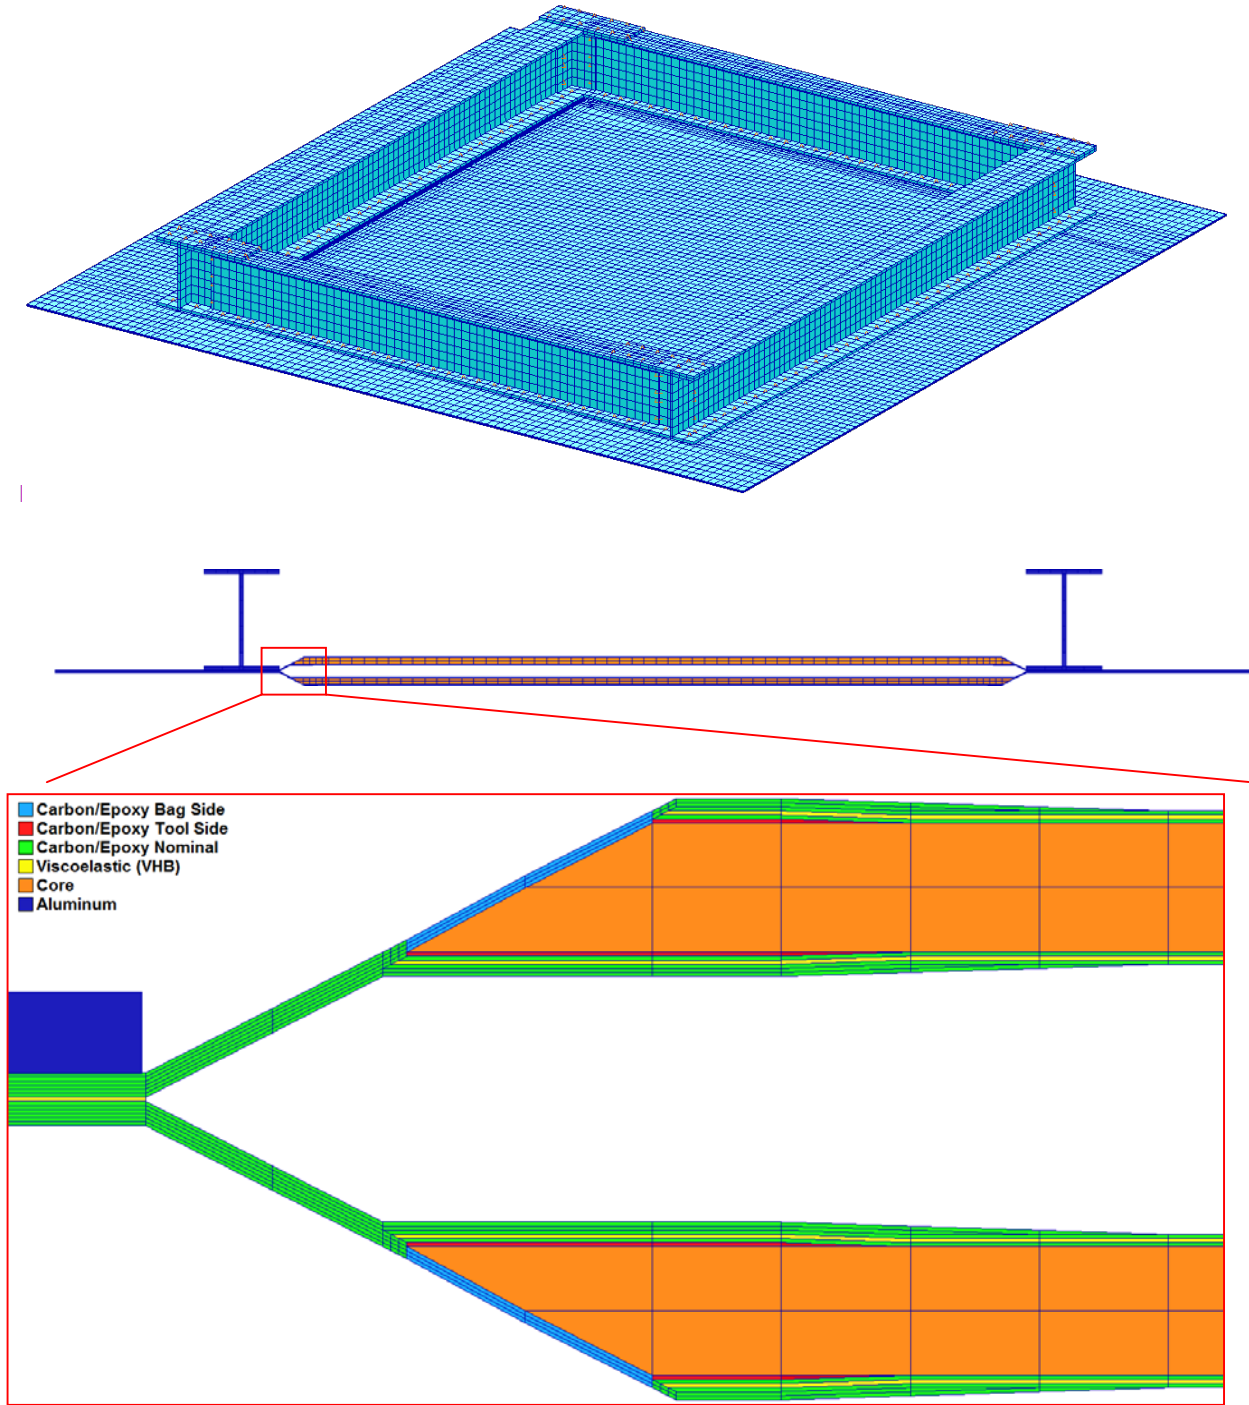 Carbon/Epoxy Bag Side
Carbon/Epoxy Tool Side
Carbon/Epoxy Nominal
Viscoelastic (VHB)
Core
Aluminum